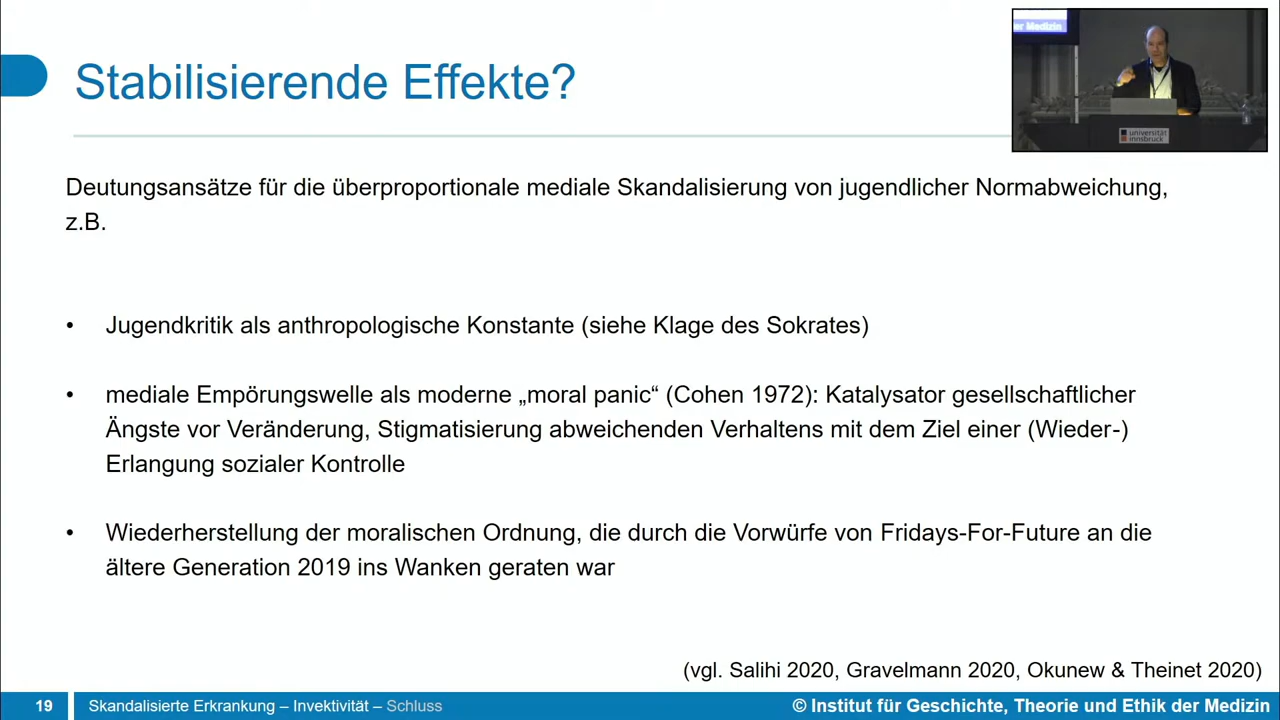 er Medizin
universität
innsbruck
Stabilisierende Effekte?
Deutungsansätze für die überproportionale mediale Skandalisierung von jugendlicher Normabweichung,
z.B.
• Jugendkritik als anthropologische Konstante (siehe Klage des Sokrates)
• mediale Empörungswelle als moderne „moral panic“ (Cohen 1972): Katalysator gesellschaftlicher
Ängste vor Veränderung, Stigmatisierung abweichenden Verhaltens mit dem Ziel einer (Wieder-)
Erlangung sozialer Kontrolle
• Wiederherstellung der moralischen Ordnung, die durch die Vorwürfe von Fridays-For-Future an die
ältere Generation 2019 ins Wanken geraten war
(vgl. Salihi 2020, Gravelmann 2020, Okunew & Theinet 2020)
19 Skandalisierte Erkrankung – Invektivität – Schluss © Institut für Geschichte, Theorie und Ethik der Medizin